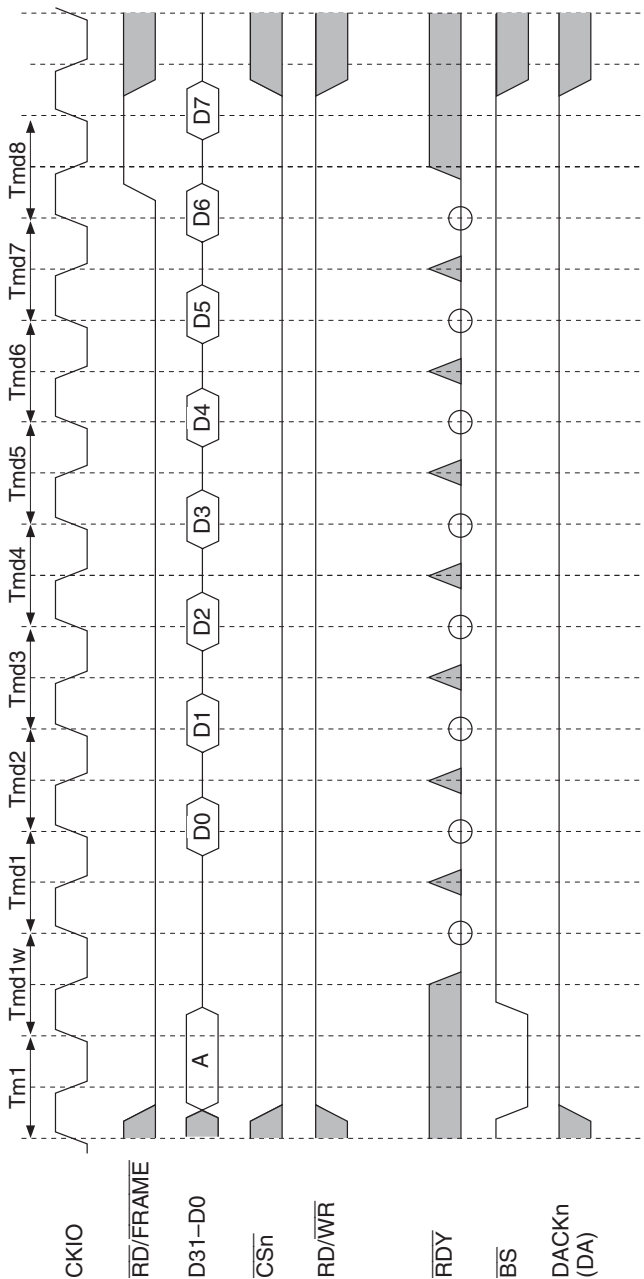 Tm1 Tmd1w Tmd1 Tmd2 Tmd3 Tmd4 Tmd5 Tmd6 Tmd7 Tmd8
CKIO
RD/FRAME
D31–D0 A D0 D1 D2 D3 D4 D5 D6 D7
CSn
RD/WR
RDY
BS
DACKn
(DA)